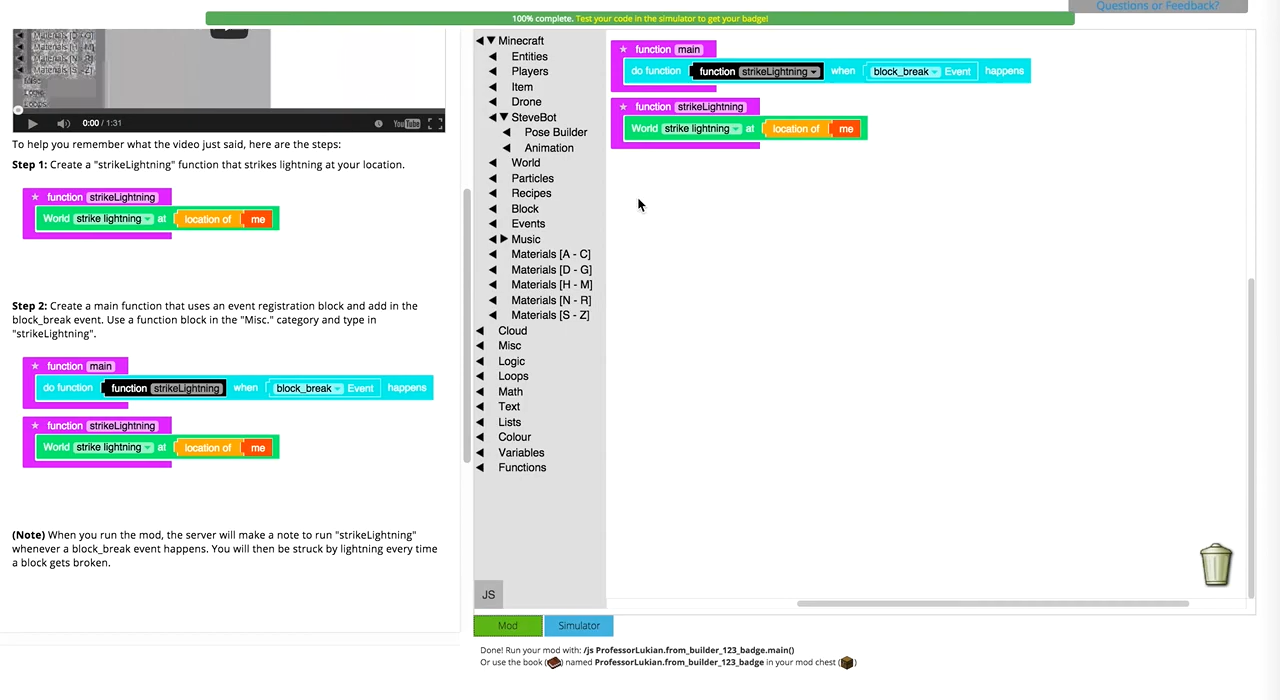 Questions or Feedback?
100% complete. Test your code in the simulator to get your badge!
Materials [S -Z]
0:00 / 1:31
YouTube
To help you remember what the video just said, here are the steps:
Step 1: Create a "strikeLightning" function that strikes lightning at your location.
function strikeLightning
World strike lightning at location of me
Step 2: Create a main function that uses an event registration block and add in the
block_break event. Use a function block in the "Misc." category and type in
"strikeLightning".
function main
do function function strikeLightning when block_break Event happens
function strikeLightning
World strike lightning at location of me
(Note) When you run the mod, the server will make a note to run "strikeLightning"
whenever a block_break event happens. You will then be struck by lightning every time
a block gets broken.
Minecraft
Entities
Players
Item
Drone
SteveBot
Pose Builder
Animation
World
Particles
Recipes
Block
Events
Music
Materials [A - C]
Materials [D - G]
Materials [H - M]
Materials [N - R]
Materials [S - Z]
Cloud
Misc
Logic
Loops
Math
Text
Lists
Colour
Variables
Functions
JS
function main
do function function strikeLightning when block_break Event happens
function strikeLightning
World strike lightning at location of me
Mod
Simulator
Done! Run your mod with: /js ProfessorLukian.from_builder_123_badge.main()
Or use the book ( ) named ProfessorLukian.from_builder_123_badge in your mod chest ( )